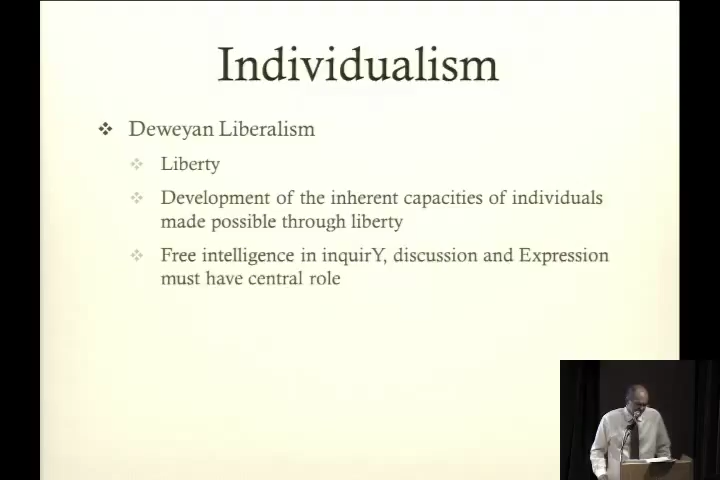 Individualism
Deweyan Liberalism
Liberty
Development of the inherent capacities of individuals
made possible through liberty
Free intelligence in inquirY, discussion and Expression
must have central role